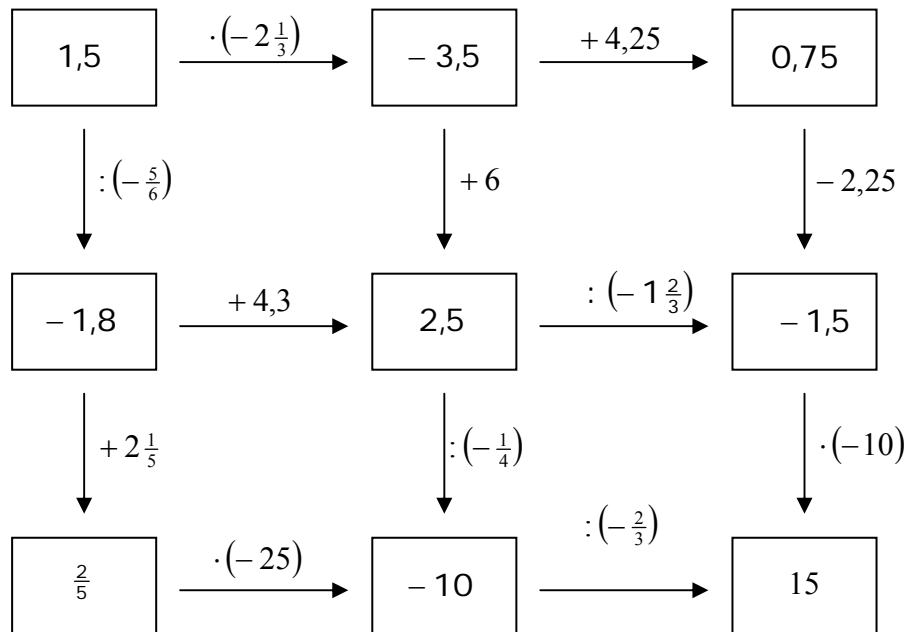 1,5 ·(− 2 1/3) − 3,5 + 4,25 0,75
:(− 5/6) + 6 − 2,25
− 1,8 + 4,3 2,5 : (− 1 2/3) − 1,5
+ 2 1/5 :(− 1/4) ·(− 10)
2/5 ·(− 25) − 10 :(− 2/3) 15